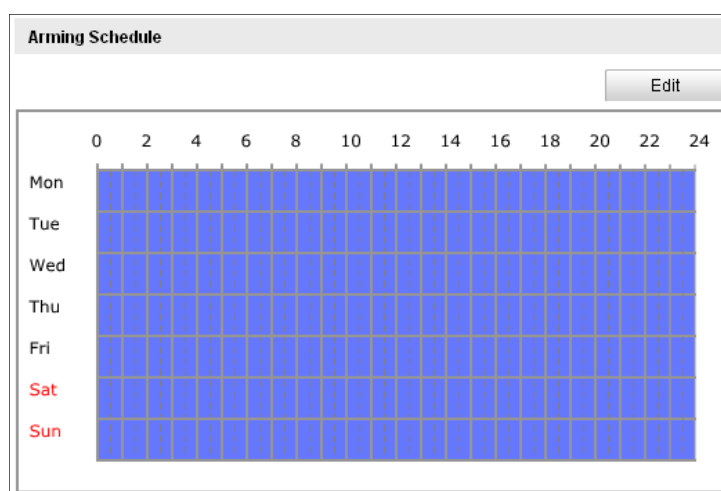 Arming Schedule
Edit
0 2 4 6 8 10 12 14 16 18 20 22 24
Mon
Tue
Wed
Thu
Fri
Sat
Sun